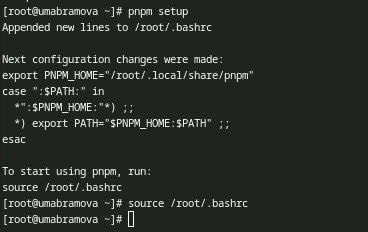 [root@umabramova ~]# pnpm setup
Appended new lines to /root/.bashrc
Next configuration changes were made:
export PNPM_HOME="/root/.local/share/pnpm"
case ":$PATH:" in
  *":$PNPM_HOME:"*) ;;
  *) export PATH="$PNPM_HOME:$PATH" ;;
esac
To start using pnpm, run:
source /root/.bashrc
[root@umabramova ~]# source /root/.bashrc
[root@umabramova ~]#